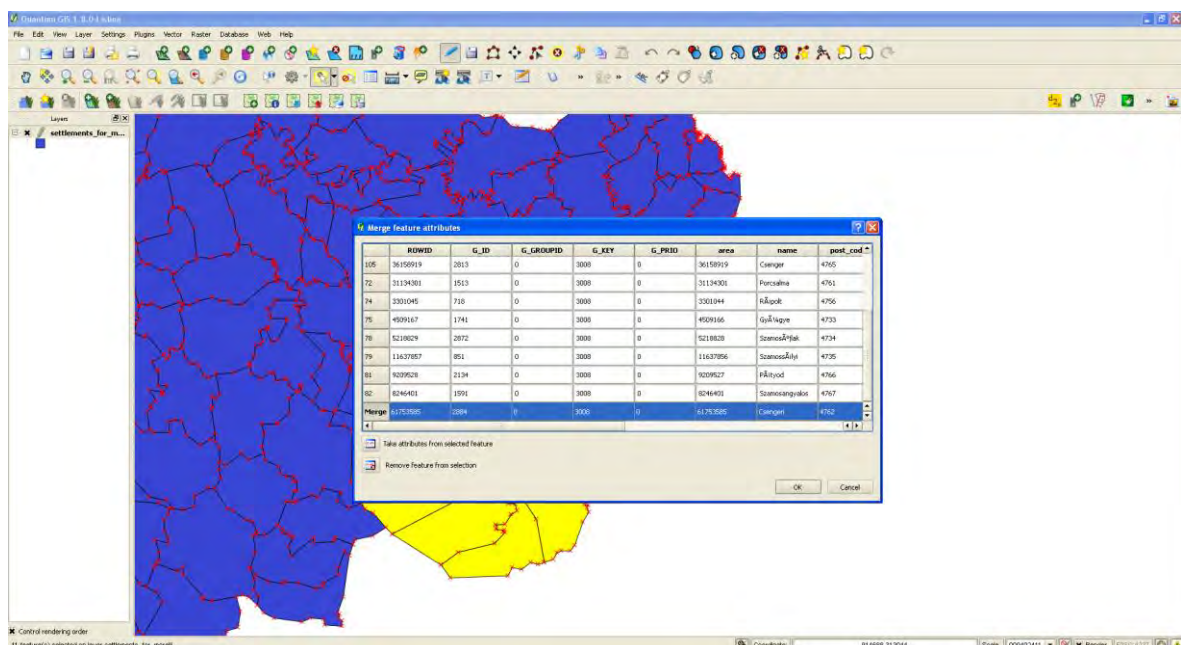 Quantum GIS 1.8.0-Lisboa
File Edit View Layer Settings Plugins Vector Raster Database Web Help
Layers
settlements_for_m...
Merge feature attributes
ROWID G_ID G_GROUPID G_KEY G_PRIO area name post_cod
105 36158919 2813 0 3008 0 36158919 Csenger 4765
72 31134301 1513 0 3008 0 31134301 Porcsalma 4761
74 3301045 718 0 3008 0 3301044 4756
75 4509167 1741 0 3008 0 4509166 GyÃ¼gye 4733
78 5218829 2872 0 3008 0 5218828 4734
79 11637857 851 0 3008 0 11637856 4735
81 9209528 2134 0 3008 0 9209527 4766
82 8246401 1591 0 3008 0 8246401 Szamosangyalos 4767
Merge 61753585 2884 0 3008 0 61753585 Csengeri 4762
Take attributes from selected feature
Remove feature from selection
OK Cancel
Control rendering order
Coordinate: Scale Render